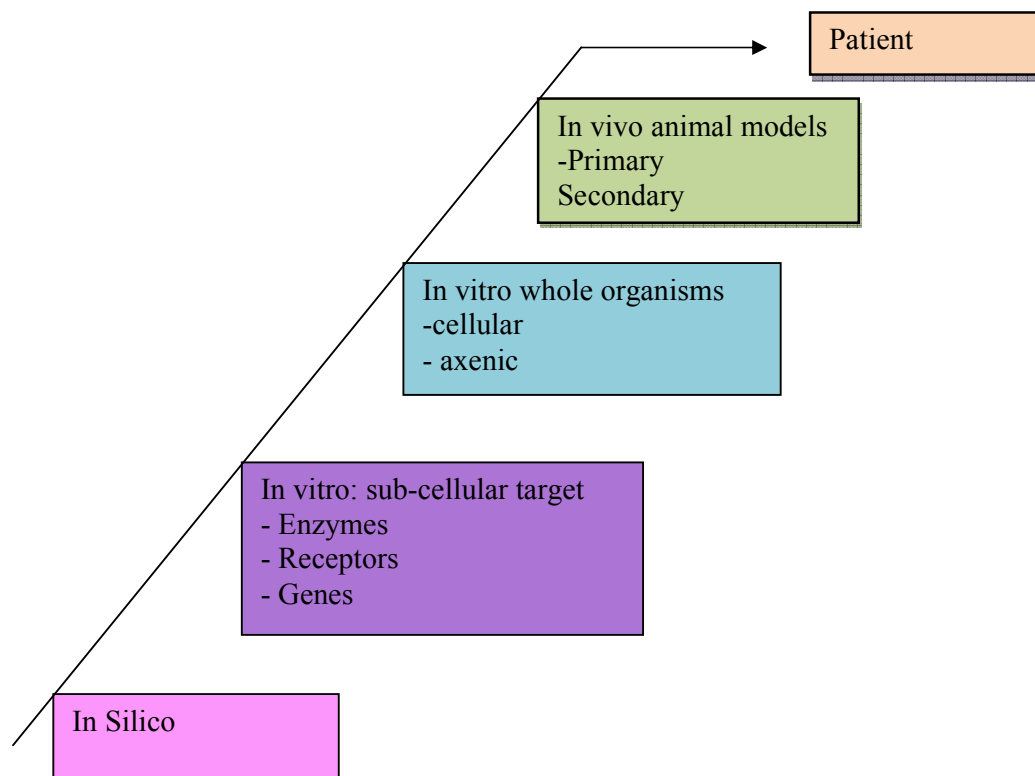 Patient
In vivo animal models
-Primary
Secondary
In vitro whole organisms
-cellular
- axenic
In vitro: sub-cellular target
- Enzymes
- Receptors
- Genes
In Silico